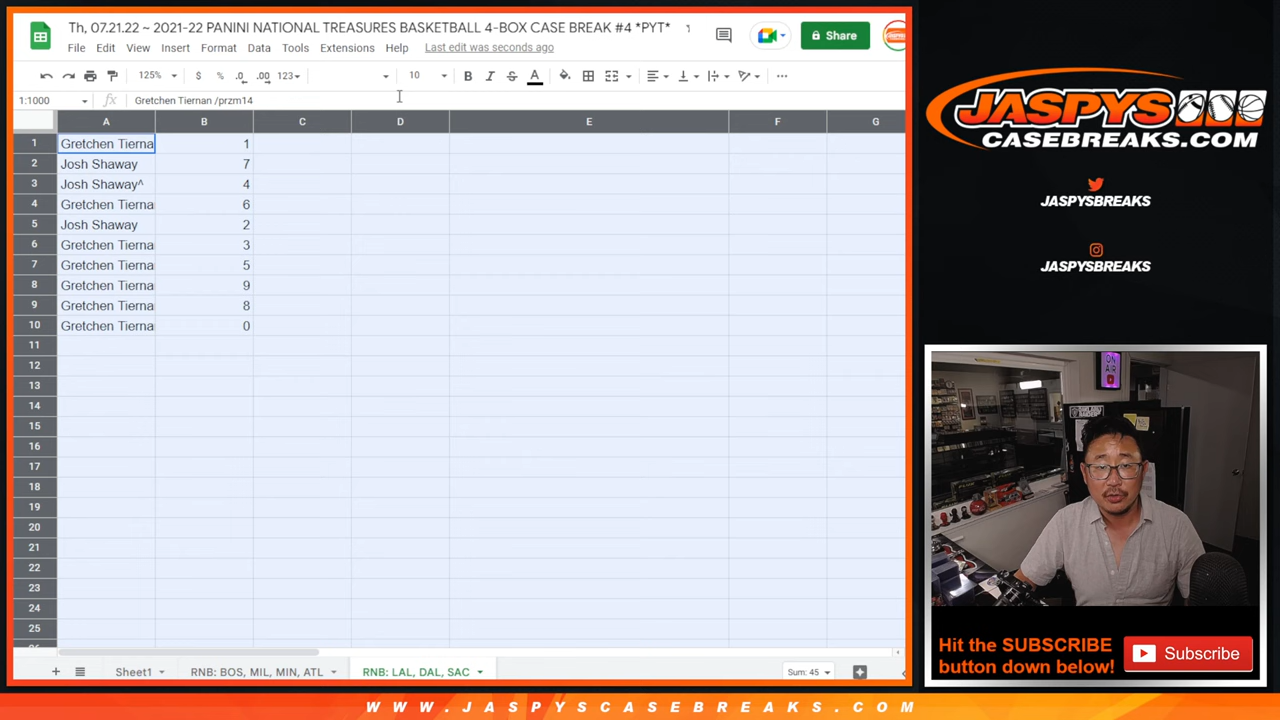 Th, 07.21.22 ~ 2021-22 PANINI NATIONAL TREASURES BASKETBALL 4-BOX CASE BREAK #4 *PYT*
File Edit View Insert Format Data Tools Extensions Help Last edit was seconds ago
Share
125% $ % .0 .00 123 10 B I S A
1:1000 fx Gretchen Tiernan /przm14
A B C D E F G
1 Gretchen Tierna 1
2 Josh Shaway 7
3 Josh Shaway^ 4
4 Gretchen Tierna 6
5 Josh Shaway 2
6 Gretchen Tierna 3
7 Gretchen Tierna 5
8 Gretchen Tierna 9
9 Gretchen Tierna 8
10 Gretchen Tierna 0
11
12
13
14
15
16
17
18
19
20
21
22
23
24
25
Sheet1 RNB: BOS, MIL, MIN, ATL RNB: LAL, DAL, SAC Sum: 45
JASPYS
CASEBREAKS.COM
JASPYSBREAKS
JASPYSBREAKS
ON
AIR
Hit the SUBSCRIBE
button down below!
Subscribe
WWW.JASPYSCASEBREAKS.COM